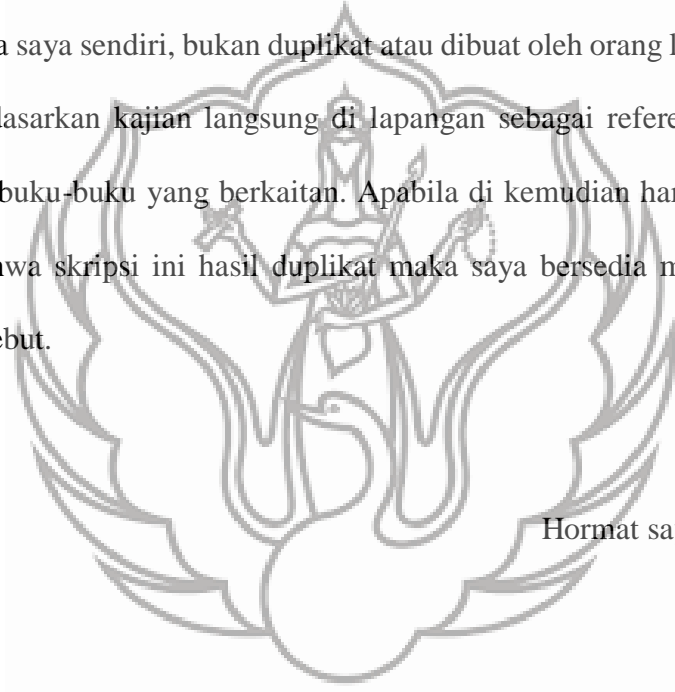 a saya sendiri, bukan duplikat atau dibuat oleh orang l
dasarkan kajian langsung di lapangan sebagai refere
buku-buku yang berkaitan. Apabila di kemudian har
wa skripsi ini hasil duplikat maka saya bersedia m
ebut.
Hormat sa